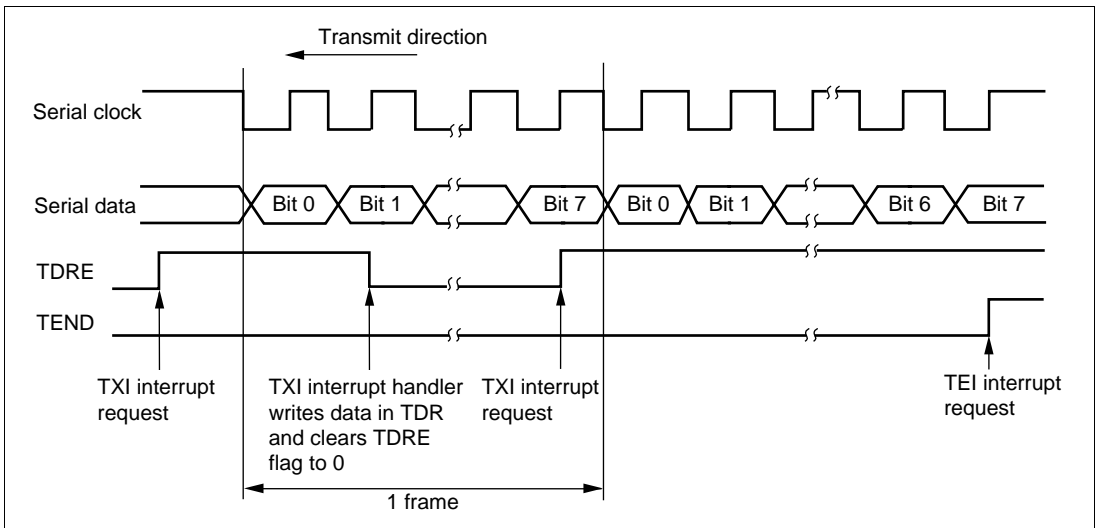 Transmit direction
Serial clock
Serial data
Bit 0
Bit 1
Bit 7
Bit 0
Bit 1
Bit 6
Bit 7
TDRE
TEND
TXI interrupt
request
TXI interrupt handler
writes data in TDR
and clears TDRE
flag to 0
TXI interrupt
request
TEI interrupt
request
1 frame